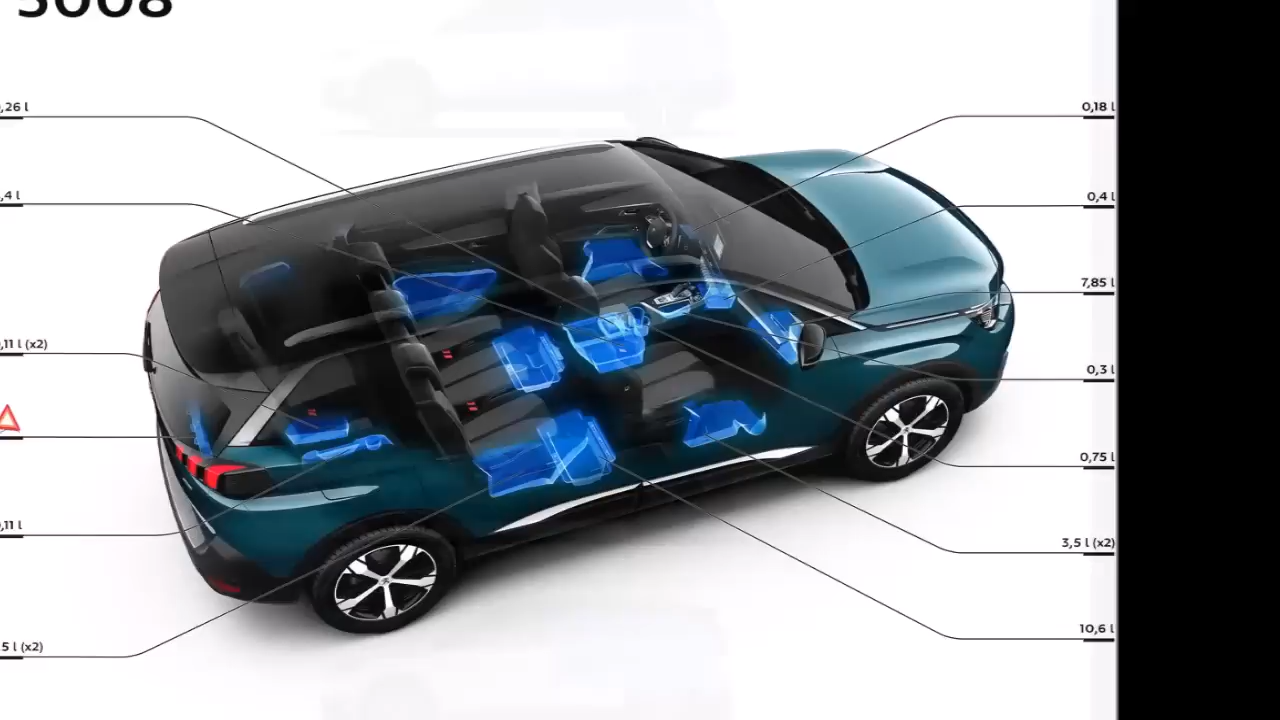 5008
,26 l
,4 l
,11 l (x2)
,11 l
5 l (x2)
0,18 l
0,4 l
7,85 l
0,3 l
0,75 l
3,5 l (x2)
10,6 l